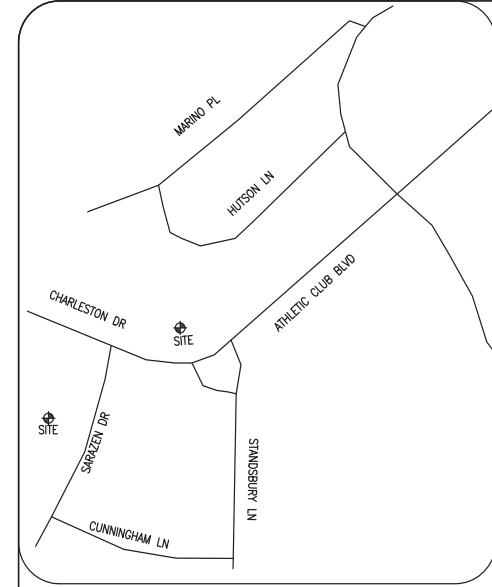 MARINO PL
HUTSON LN
ATHLETIC CLUB BLVD
CHARLESTON DR
SITE
SITE
SARAZEN DR
STANDSBURY LN
CUNNINGHAM LN